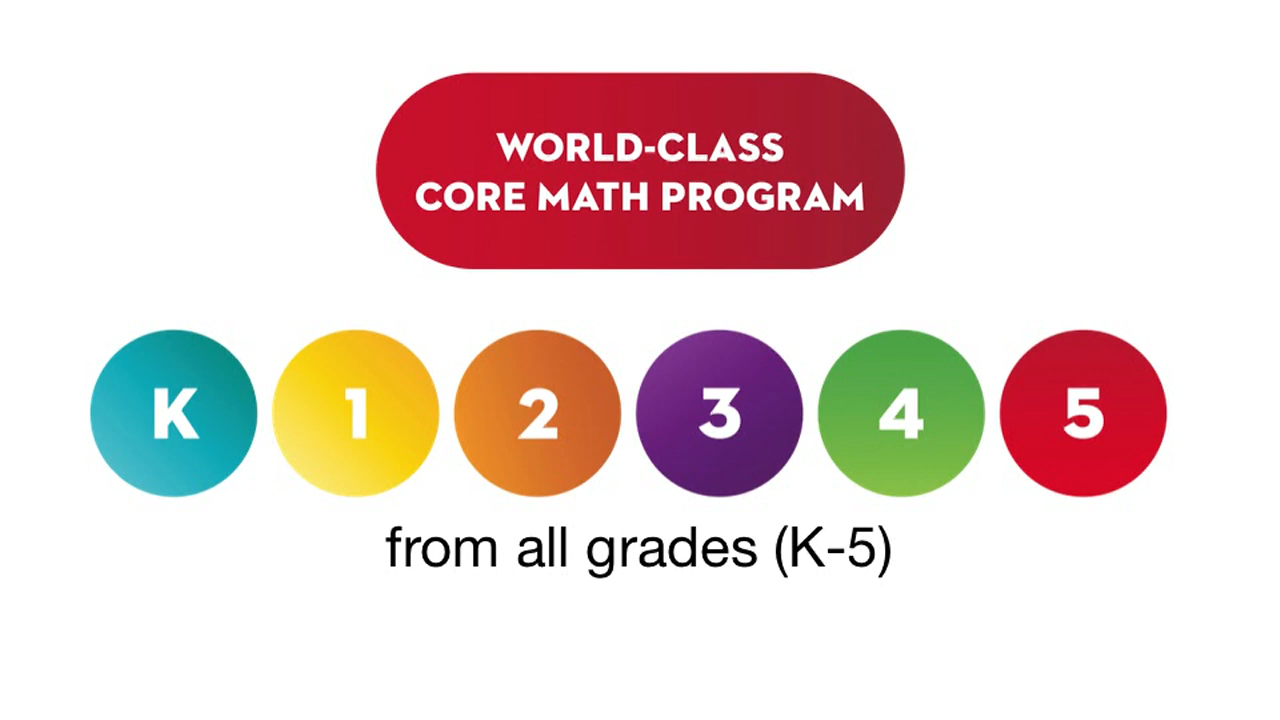 WORLD-CLASS
CORE MATH PROGRAM
K 1 2 3 4 5
from all grades (K-5)